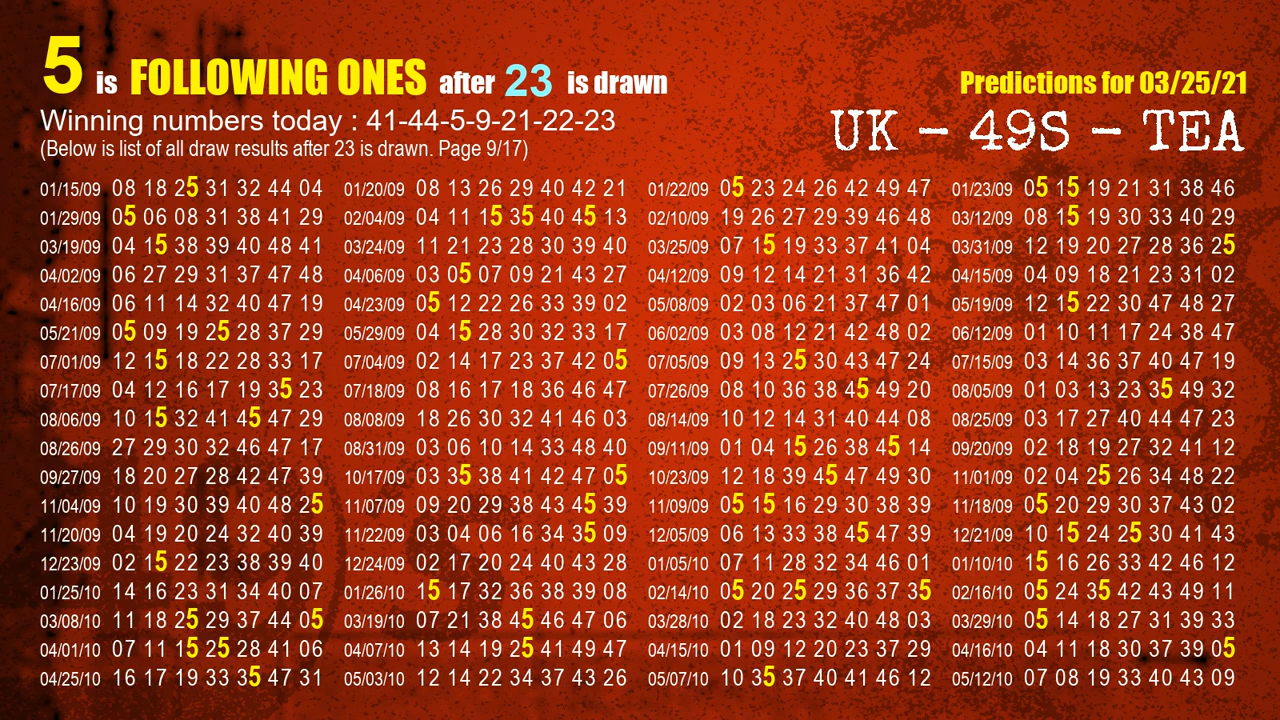 5 is FOLLOWING ONES after 23 is drawn
Predictions for 03/25/21
Winning numbers today : 41-44-5-9-21-22-23
UK - 49S - TEA
(Below is list of all draw results after 23 is drawn. Page 9/17)
01/15/09 08 18 25 31 32 44 04 01/20/09 08 13 26 29 40 42 21 01/22/09 05 23 24 26 42 49 47 01/23/09 05 15 19 21 31 38 46
01/29/09 05 06 08 31 38 41 29 02/04/09 04 11 15 35 40 45 13 02/10/09 19 26 27 29 39 46 48 03/12/09 08 15 19 30 33 40 29
03/19/09 04 15 38 39 40 48 41 03/24/09 11 21 23 28 30 39 40 03/25/09 07 15 19 33 37 41 04 03/31/09 12 19 20 27 28 36 25
04/02/09 06 27 29 31 37 47 48 04/06/09 03 05 07 09 21 43 27 04/12/09 09 12 14 21 31 36 42 04/15/09 04 09 18 21 23 31 02
04/16/09 06 11 14 32 40 47 19 04/23/09 05 12 22 26 33 39 02 05/08/09 02 03 06 21 37 47 01 05/19/09 12 15 22 30 47 48 27
05/21/09 05 09 19 25 28 37 29 05/29/09 04 15 28 30 32 33 17 06/02/09 03 08 12 21 42 48 02 06/12/09 01 10 11 17 24 38 47
07/01/09 12 15 18 22 28 33 17 07/04/09 02 14 17 23 37 42 05 07/05/09 09 13 25 30 43 47 24 07/15/09 03 14 36 37 40 47 19
07/17/09 04 12 16 17 19 35 23 07/18/09 08 16 17 18 36 46 47 07/26/09 08 10 36 38 45 49 20 08/05/09 01 03 13 23 35 49 32
08/06/09 10 15 32 41 45 47 29 08/08/09 18 26 30 32 41 46 03 08/14/09 10 12 14 31 40 44 08 08/25/09 03 17 27 40 44 47 23
08/26/09 27 29 30 32 46 47 17 08/31/09 03 06 10 14 33 48 40 09/11/09 01 04 15 26 38 45 14 09/20/09 02 18 19 27 32 41 12
09/27/09 18 20 27 28 42 47 39 10/17/09 03 35 38 41 42 47 05 10/23/09 12 18 39 45 47 49 30 11/01/09 02 04 25 26 34 48 22
11/04/09 10 19 30 39 40 48 25 11/07/09 09 20 29 38 43 45 39 11/09/09 05 15 16 29 30 38 39 11/18/09 05 20 29 30 37 43 02
11/20/09 04 19 20 24 32 40 39 11/22/09 03 04 06 16 34 35 09 12/05/09 06 13 33 38 45 47 39 12/21/09 10 15 24 25 30 41 43
12/23/09 02 15 22 23 38 39 40 12/24/09 02 17 20 24 40 43 28 01/05/10 07 11 28 32 34 46 01 01/10/10 15 16 26 33 42 46 12
01/25/10 14 16 23 31 34 40 07 01/26/10 15 17 32 36 38 39 08 02/14/10 05 20 25 29 36 37 35 02/16/10 05 24 35 42 43 49 11
03/08/10 11 18 25 29 37 44 05 03/19/10 07 21 38 45 46 47 06 03/28/10 02 18 23 32 40 48 03 03/29/10 05 14 18 27 31 39 33
04/01/10 07 11 15 25 28 41 06 04/07/10 13 14 19 25 41 49 47 04/15/10 01 09 12 20 23 37 29 04/16/10 04 11 18 30 39 40 05
04/25/10 16 17 19 33 35 47 31 05/03/10 12 14 22 34 37 43 26 05/07/10 10 35 37 40 41 46 12 05/12/10 07 08 19 33 40 43 09